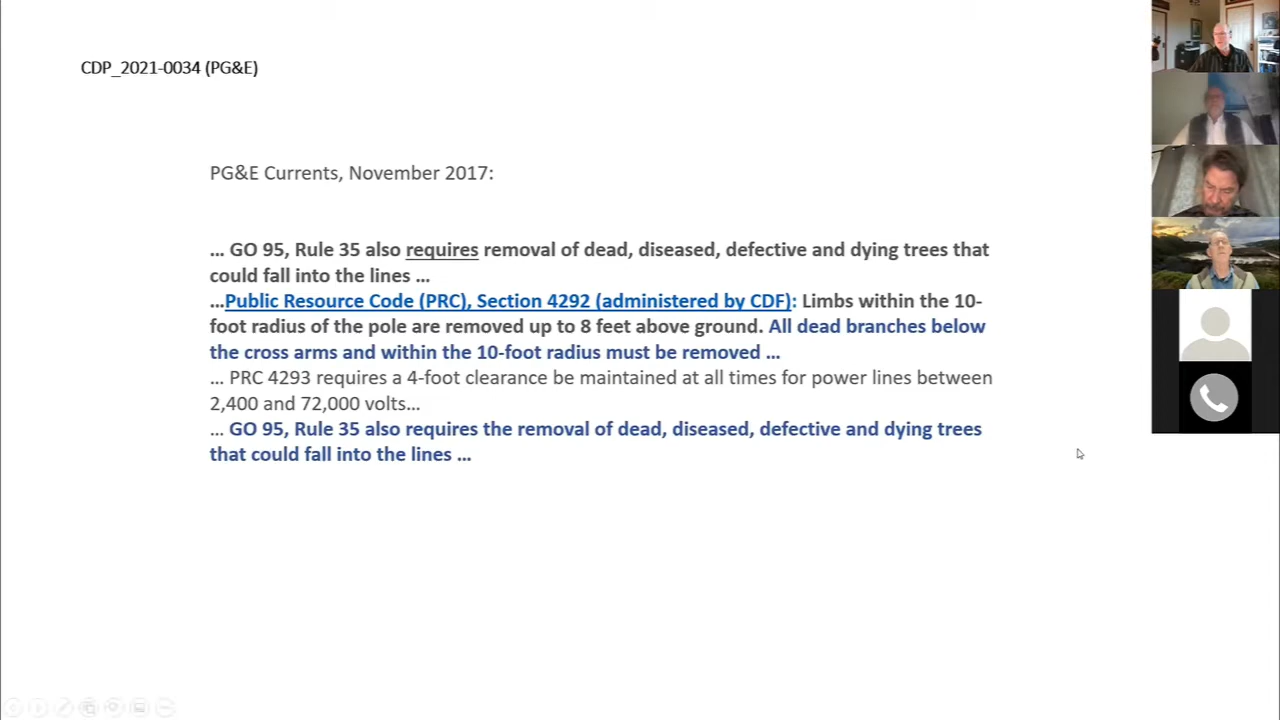 CDP_2021-0034 (PG&E)
PG&E Currents, November 2017:
... GO 95, Rule 35 also requires removal of dead, diseased, defective and dying trees that
could fall into the lines ...
...Public Resource Code (PRC), Section 4292 (administered by CDF): Limbs within the 10-
foot radius of the pole are removed up to 8 feet above ground. All dead branches below
the cross arms and within the 10-foot radius must be removed ...
... PRC 4293 requires a 4-foot clearance be maintained at all times for power lines between
2,400 and 72,000 volts...
... GO 95, Rule 35 also requires the removal of dead, diseased, defective and dying trees
that could fall into the lines ...